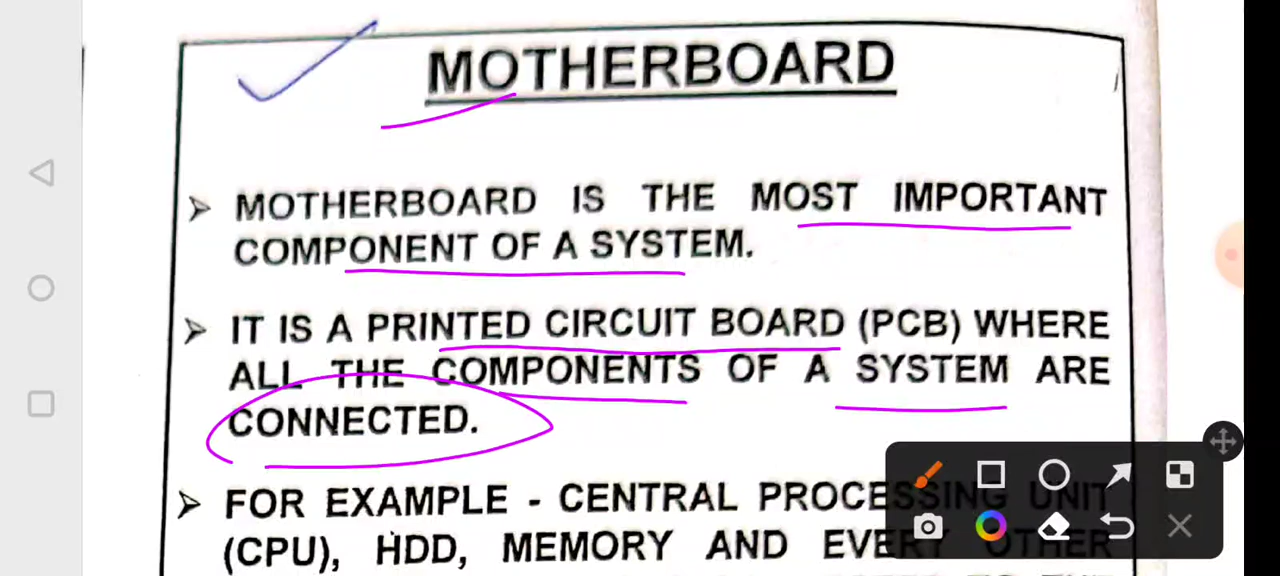 MOTHERBOARD
➢ MOTHERBOARD IS THE MOST IMPORTANT
COMPONENT OF A SYSTEM.
➢ IT IS A PRINTED CIRCUIT BOARD (PCB) WHERE
ALL THE COMPONENTS OF A SYSTEM ARE
CONNECTED.
➢ FOR EXAMPLE - CENTRAL PROCESSING UNIT
(CPU), HDD, MEMORY AND EVERY OTHER